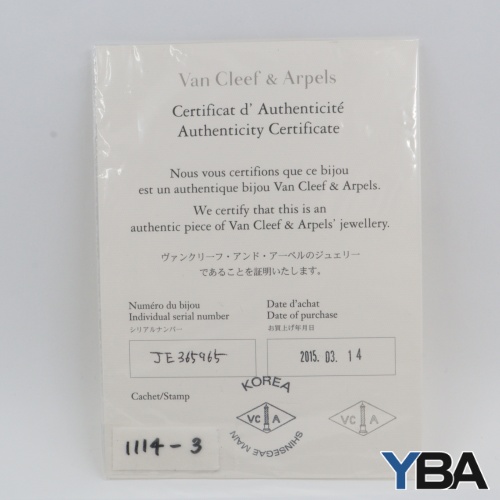 Van Cleef & Arpels
Certificat d' Authenticité
Authenticity Certificate
Nous vous certifions que ce bijou
est un authentique bijou Van Cleef & Arpels.
We certify that this is an
authentic piece of Van Cleef & Arpels' jewellery.
ヴァンクリーフ・アンド・アーペルのジュエリー
であることを証明いたします。
Numéro du bijou
Individual serial number
シリアルナンバー
JE365965
Date d'achat
Date of purchase
お買上げ年月日
2015. 03. 14
Cachet/Stamp
KOREA
VC A
SHINSEGAE MAIN
VC A
1114-3
YBA